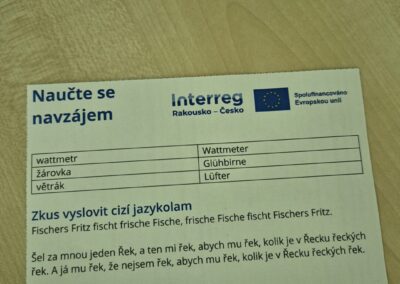 Naučte se
navzájem
Interreg
Rakousko – Česko
Spolufinancováno
Evropskou unií
wattmetr Wattmeter
žárovka Glühbirne
větrák Lüfter
Zkus vyslovit cizí jazykolam
Fischers Fritz fischt frische Fische, frische Fische fischt Fischers Fritz.
Šel za mnou jeden Řek, a ten mi řek, abych mu řek, kolik je v Řecku řeckých
řek. A já mu řek, že nejsem řek, abych mu řek, kolik je v Řecku řeckých řek.